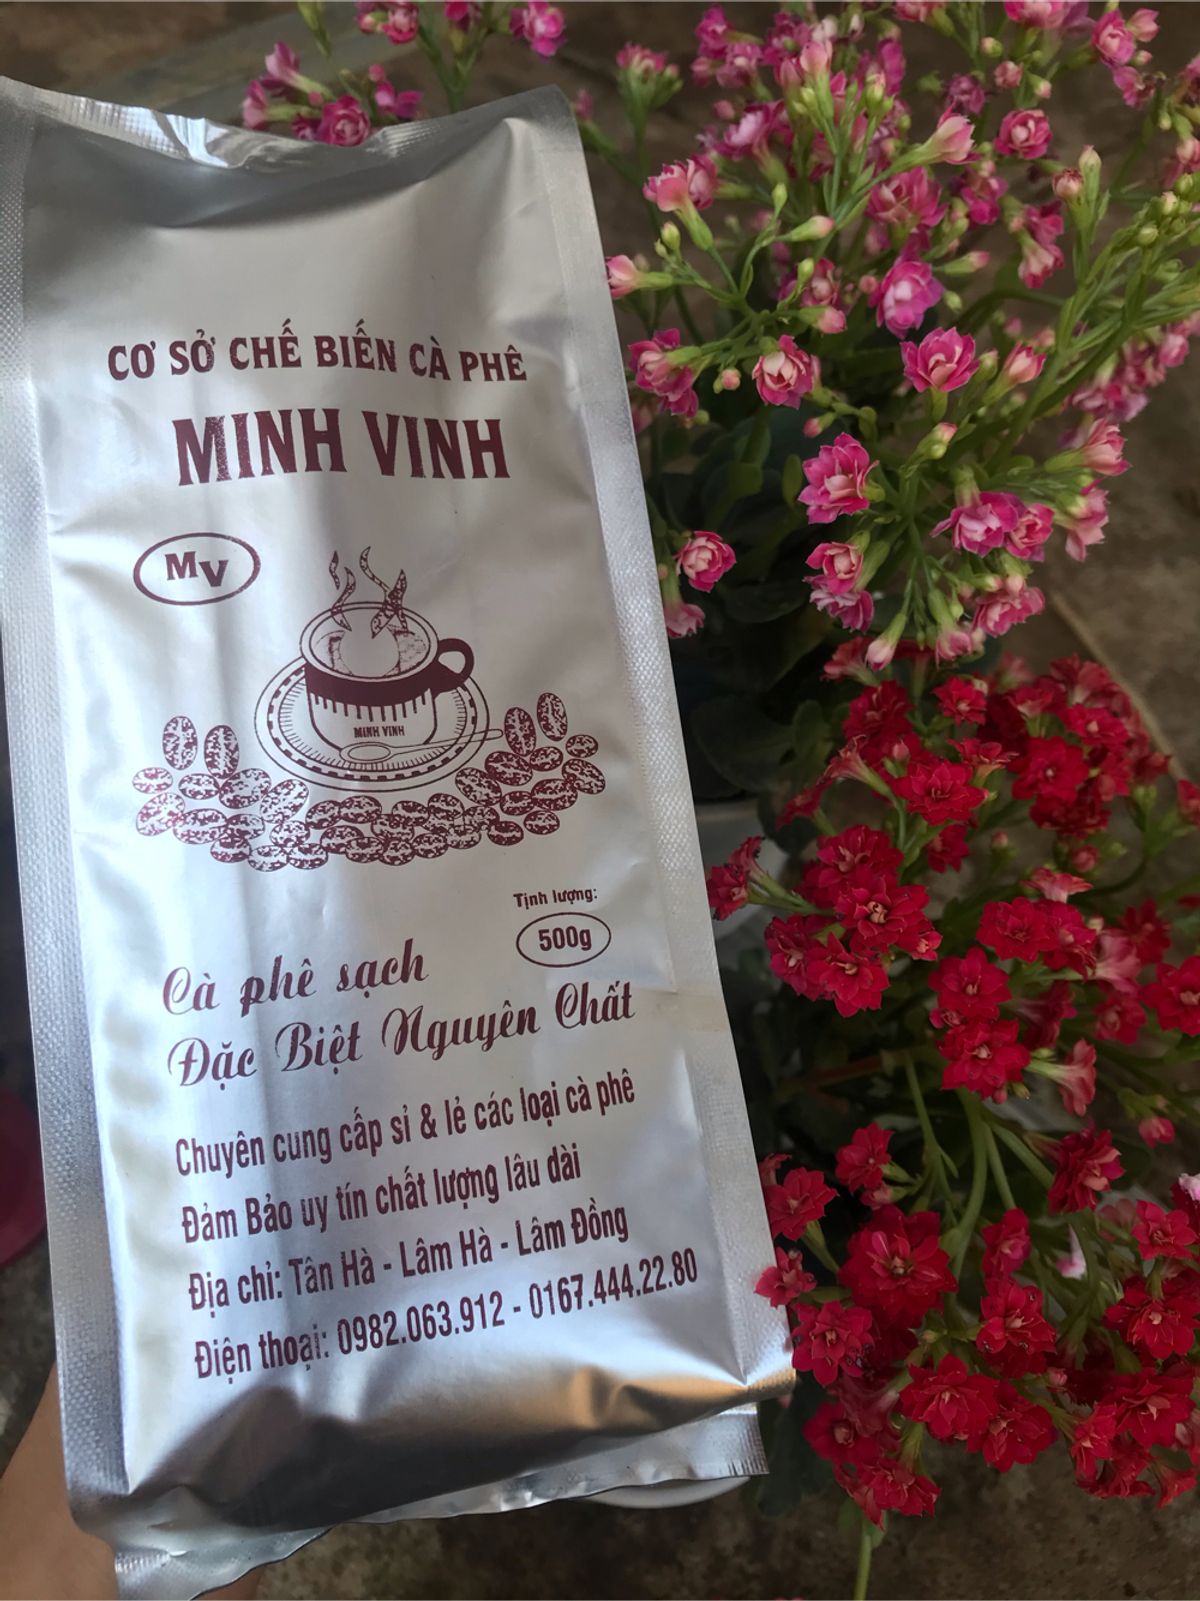 CƠ SỞ CHẾ BIẾN CÀ PHÊ
MINH VINH
MV
MINH VINH
Tịnh lượng:
500g
Cà phê sạch
Đặc Biệt Nguyên Chất
Chuyên cung cấp sỉ & lẻ các loại cà phê
Đảm Bảo uy tín chất lượng lâu dài
Địa chỉ: Tân Hà - Lâm Hà - Lâm Đồng
Điện thoại: 0982.063.912 - 0167.444.22.80